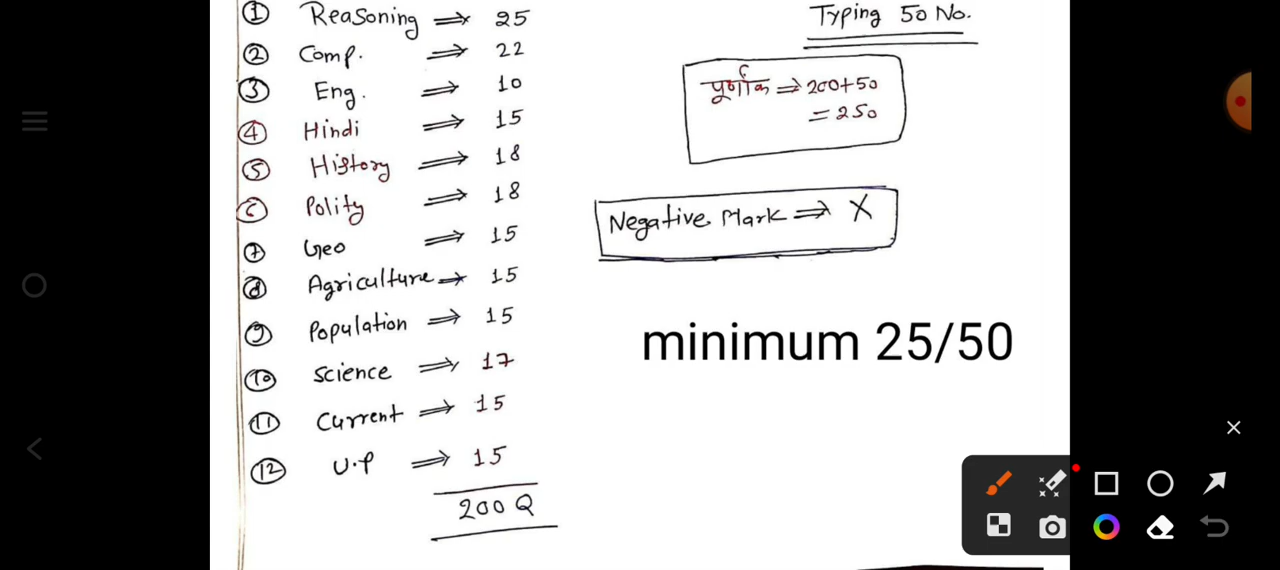 ① Reasoning ⇒ 25
② Comp. ⇒ 22
③ Eng. ⇒ 10
④ Hindi ⇒ 15
⑤ History ⇒ 18
⑥ Polity ⇒ 18
⑦ Geo ⇒ 15
⑧ Agriculture → 15
⑨ Population ⇒ 15
⑩ Science ⇒ 17
⑪ Current ⇒ 15
⑫ U.P ⇒ 15
200 Q
Typing 50 No.
पूर्णांक ⇒ 200+50
= 250
Negative Mark ⇒ X
minimum 25/50